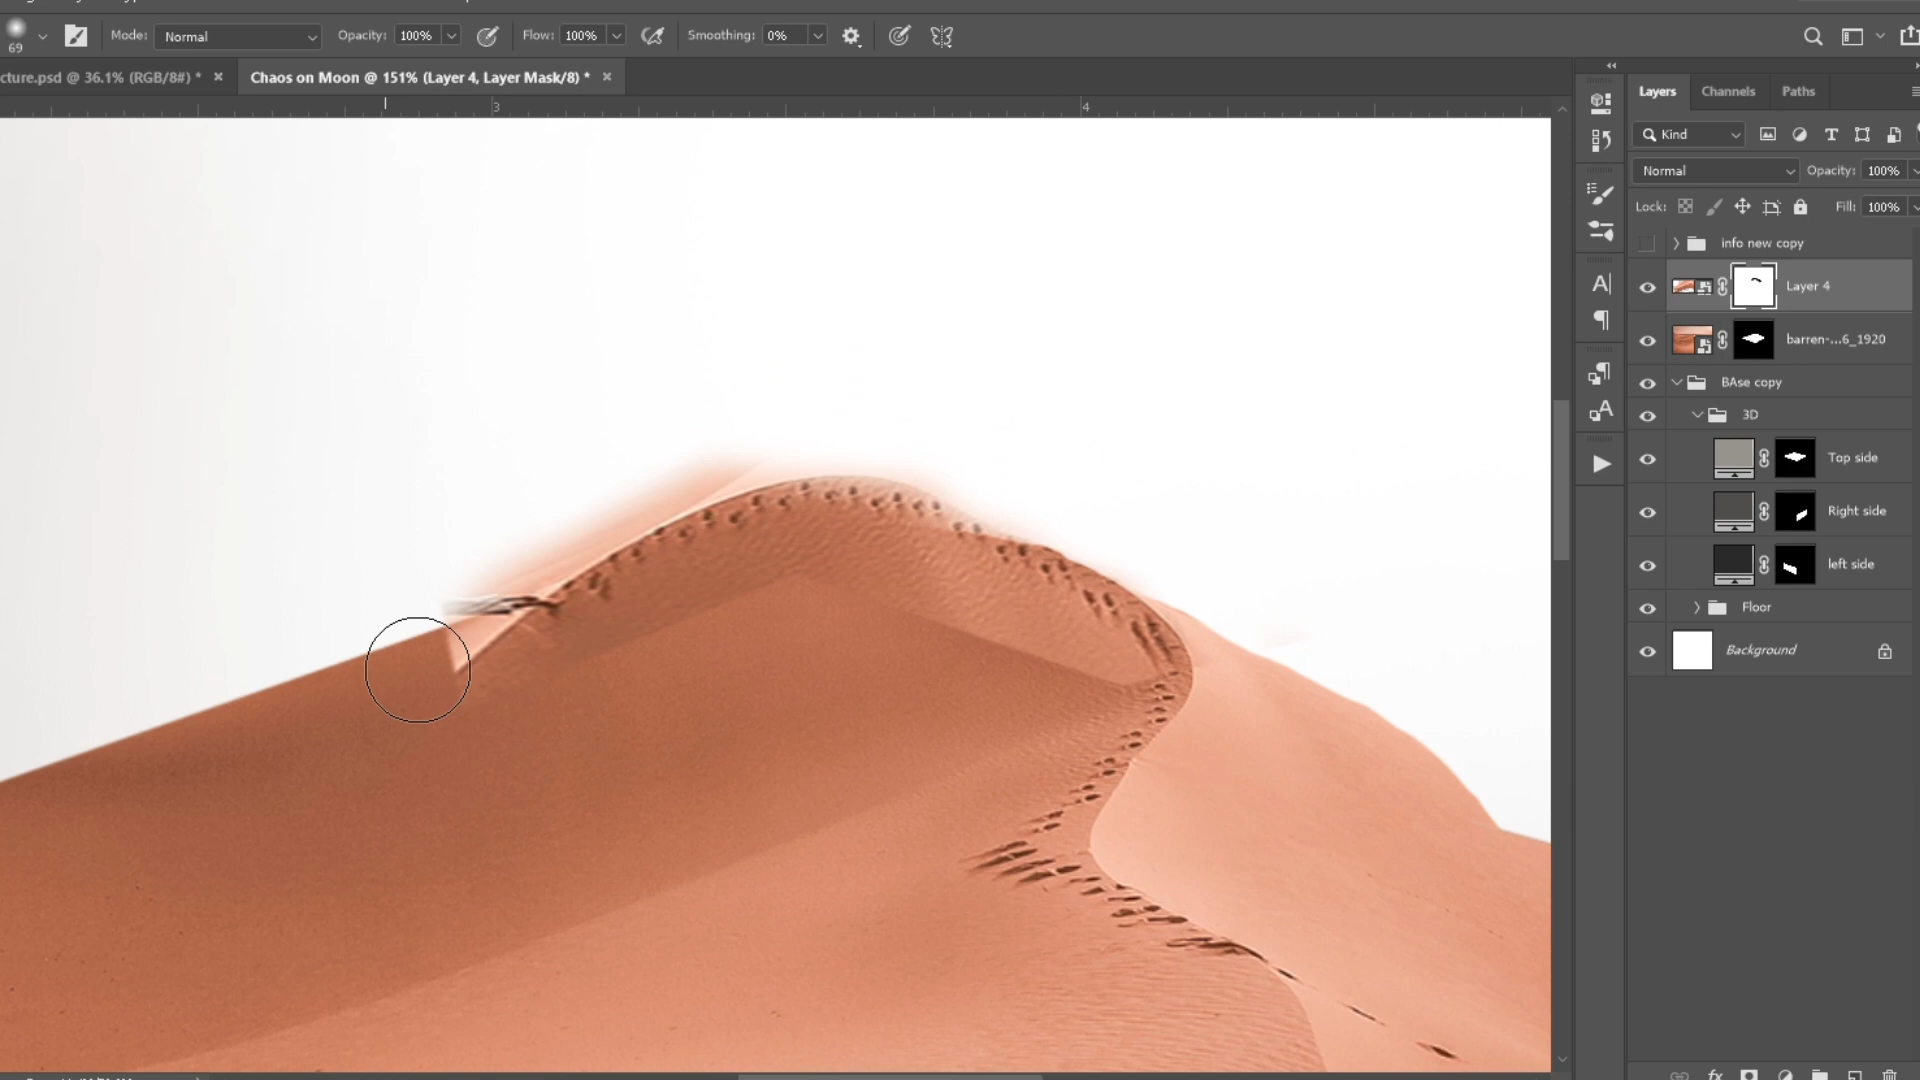 69
Mode: Normal Opacity: 100% Flow: 100% Smoothing: 0%
cture.psd @ 36.1% (RGB/8#) * × Chaos on Moon @ 151% (Layer 4, Layer Mask/8) * ×
3 4
Layers Channels Paths
Kind
Normal Opacity: 100%
Lock: Fill: 100%
info new copy
Layer 4
barren-...6_1920
BAse copy
3D
Top side
Right side
left side
Floor
Background